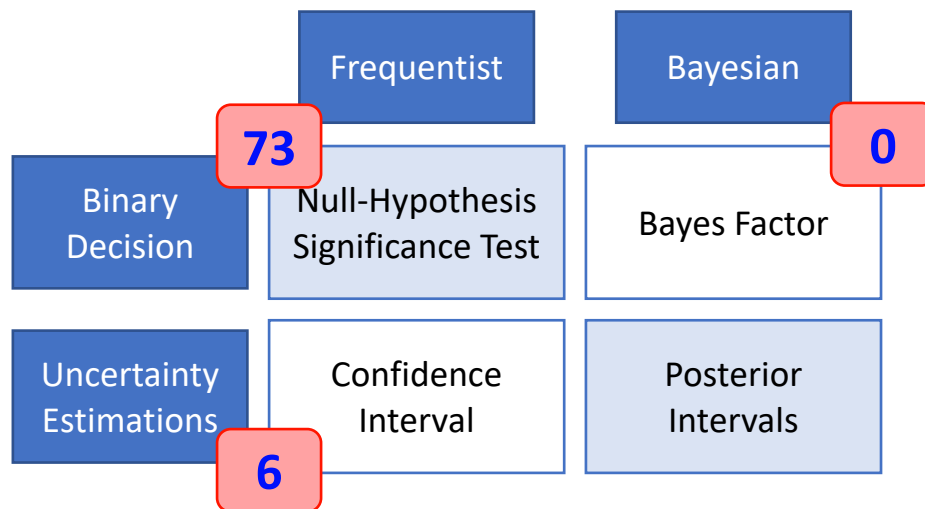 Frequentist
Bayesian
73
0
Binary
Decision
Null-Hypothesis
Significance Test
Bayes Factor
Uncertainty
Estimations
Confidence
Interval
Posterior
Intervals
6